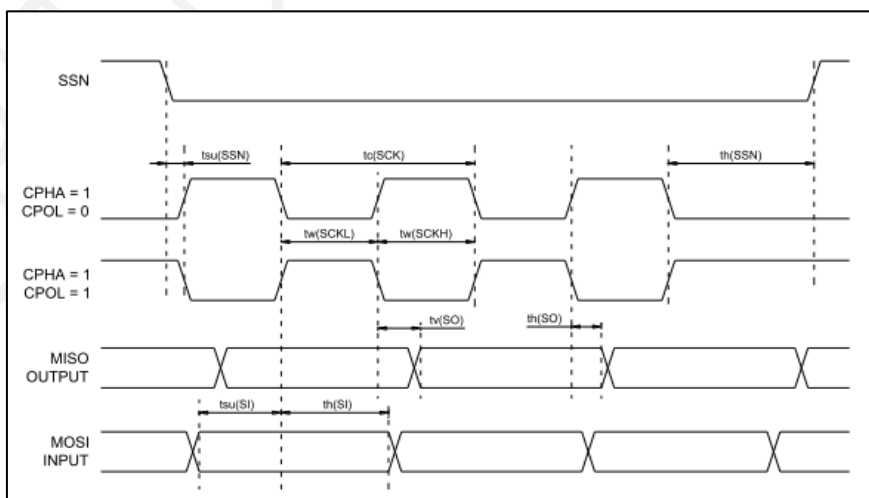 SSN
tsu(SSN)
tc(SCK)
th(SSN)
CPHA = 1
CPOL = 0
tw(SCKL)
tw(SCKH)
CPHA = 1
CPOL = 1
tv(SO)
th(SO)
MISO
OUTPUT
tsu(SI)
th(SI)
MOSI
INPUT